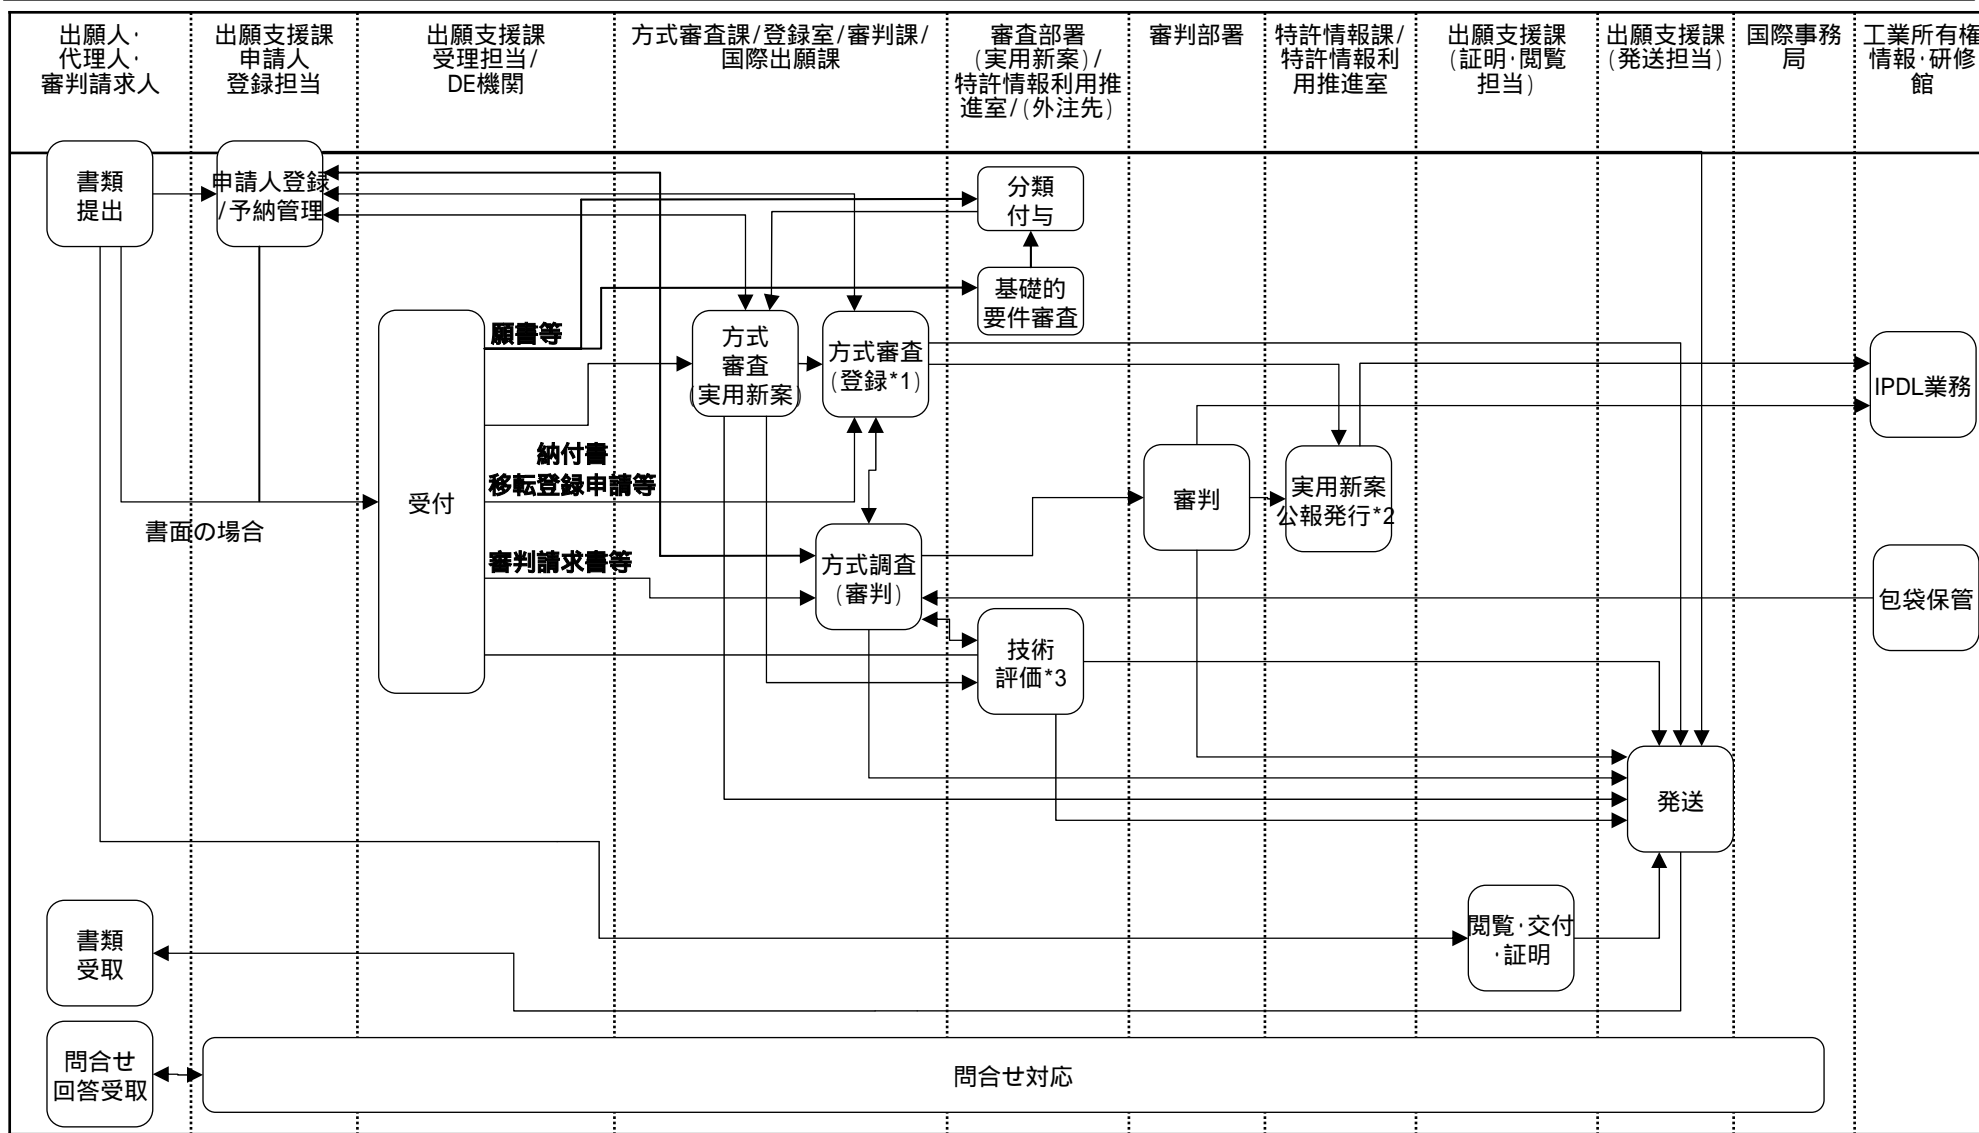 出願人・
代理人・
審判請求人
出願支援課
申請人
登録担当
出願支援課
受理担当/
DE機関
方式審査課/登録室/審判課/
国際出願課
審査部署
(実用新案)/
特許情報利用推
進室/(外注先)
審判部署
特許情報課/
特許情報利
用推進室
出願支援課
(証明・閲覧
担当)
出願支援課
(発送担当)
国際事務
局
工業所有権
情報・研修
館
書類
提出
申請人登録
/予納管理
分類
付与
基礎的
要件審査
願書等
方式
審査
(実用新案)
方式審査
(登録*1)
IPDL業務
納付書
移転登録申請等
受付
審判
実用新案
公報発行*2
書面の場合
審判請求書等
方式調査
(審判)
包袋保管
技術
評価*3
発送
書類
受取
閲覧・交付
・証明
問合せ
回答受取
問合せ対応